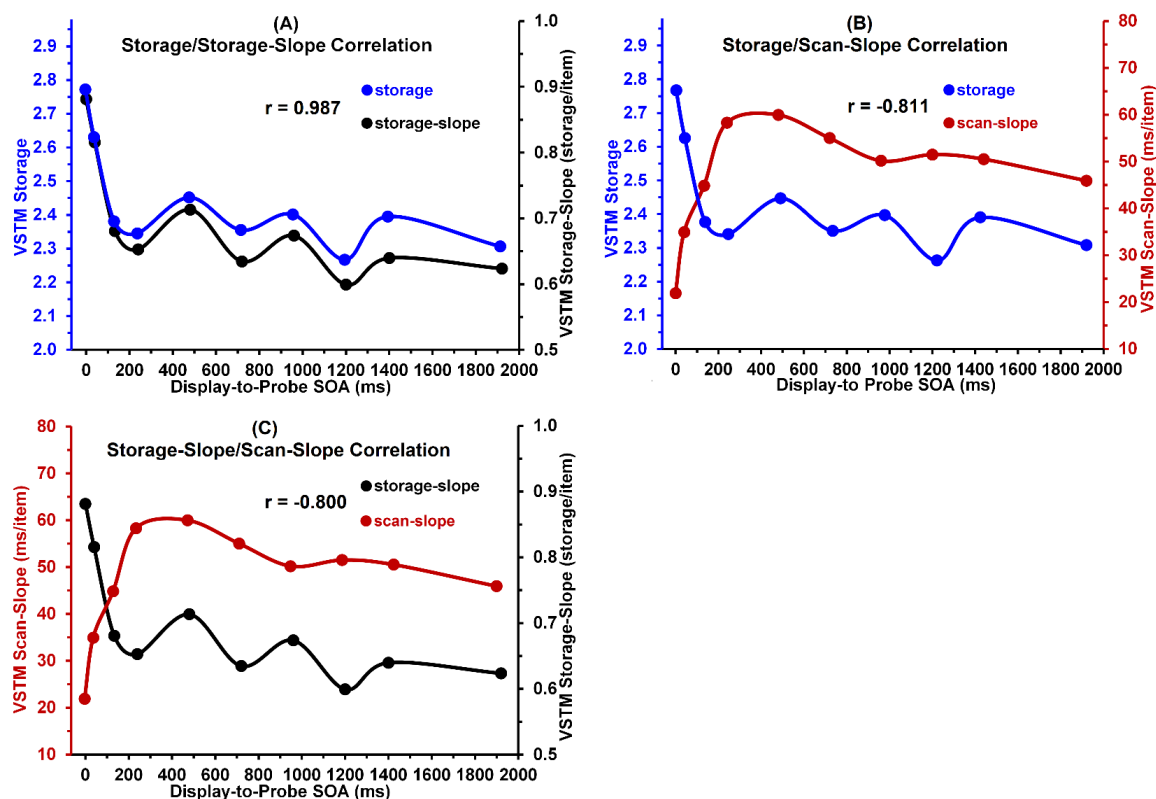 (A)
Storage/Storage-Slope Correlation
r = 0.987
storage
storage-slope
VSTM Storage
2.9
2.8
2.7
2.6
2.5
2.4
2.3
2.2
2.1
2.0
VSTM Storage-Slope (storage/item)
1.0
0.9
0.8
0.7
0.6
0.5
0 200 400 600 800 1000 1200 1400 1600 1800 2000
Display-to-Probe SOA (ms)
(B)
Storage/Scan-Slope Correlation
r = -0.811
storage
scan-slope
VSTM Storage
2.9
2.8
2.7
2.6
2.5
2.4
2.3
2.2
2.1
2.0
VSTM Scan-Slope (ms/item)
80
70
60
50
40
30
20
10
0 200 400 600 800 1000 1200 1400 1600 1800 2000
Display-to Probe SOA (ms)
(C)
Storage-Slope/Scan-Slope Correlation
r = -0.800
storage-slope
scan-slope
VSTM Scan-Slope (ms/item)
80
70
60
50
40
30
20
10
VSTM Storage-Slope (storage/item)
1.0
0.9
0.8
0.7
0.6
0.5
0 200 400 600 800 1000 1200 1400 1600 1800 2000
Display-to-Probe SOA (ms)